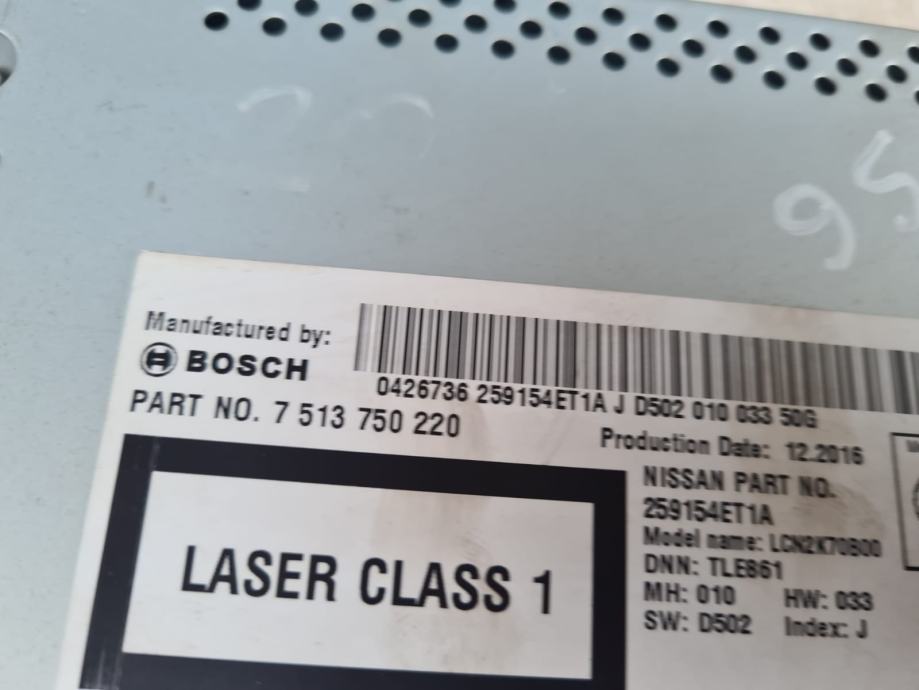 95
Manufactured by:
BOSCH
0426736 259154ET1A J D502 010 033 50G
PART NO. 7 513 750 220
Production Date: 12.2016
LASER CLASS 1
NISSAN PART NO.
259154ET1A
Model name: LCN2K70B00
DNN: TLE861
MH: 010 HW: 033
SW: D502 Index: J